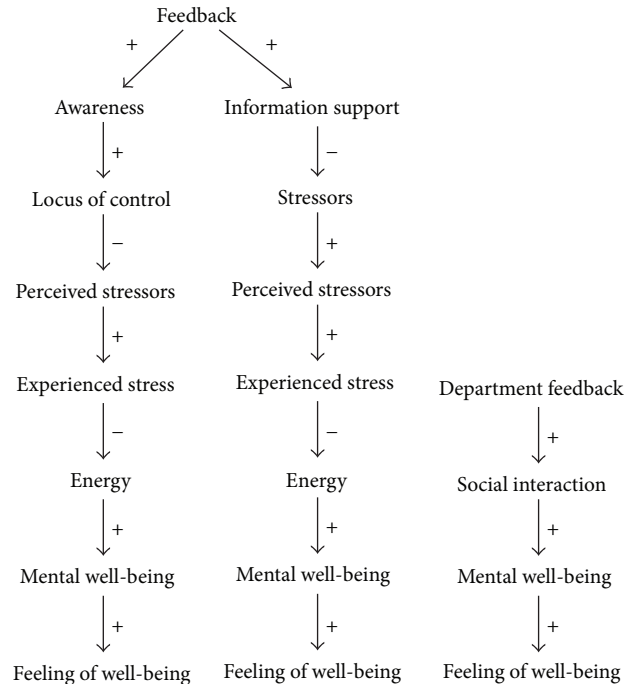 Feedback
+ +
Awareness Information support
+ −
Locus of control Stressors
− +
Perceived stressors Perceived stressors
+ +
Experienced stress Experienced stress Department feedback
− − +
Energy Energy Social interaction
+ + +
Mental well-being Mental well-being Mental well-being
+ + +
Feeling of well-being Feeling of well-being Feeling of well-being